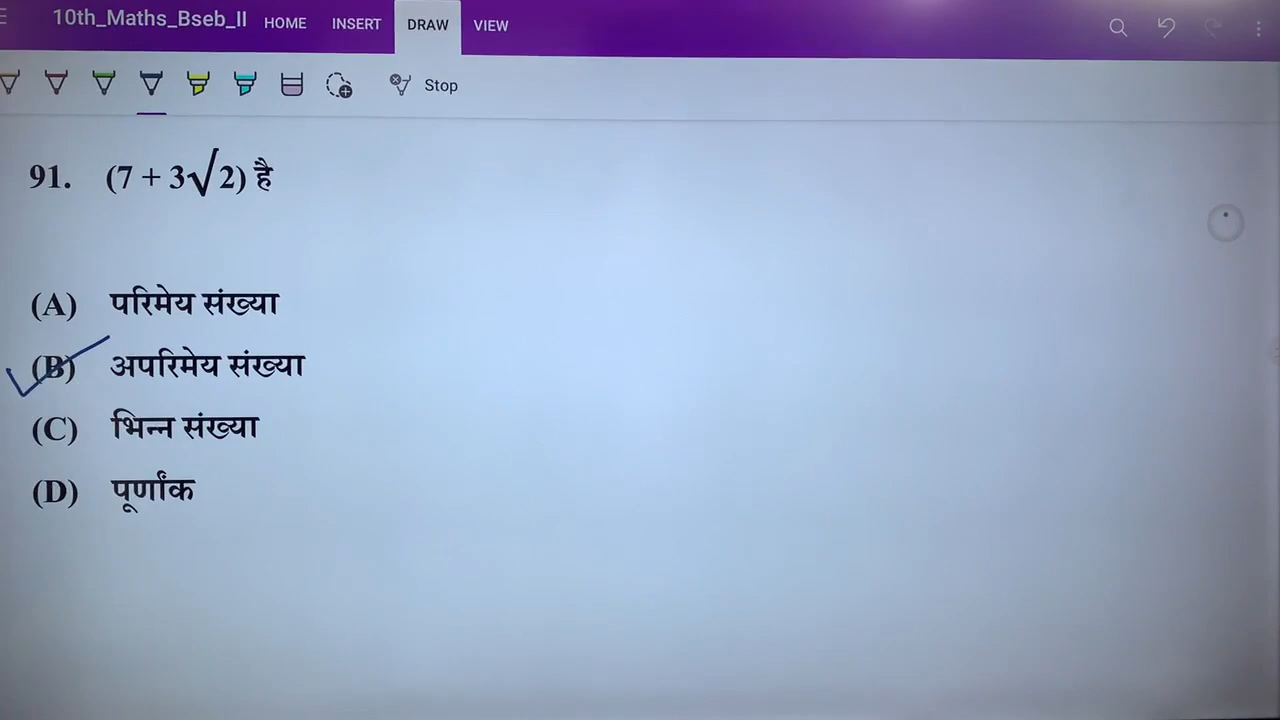 10th_Maths_Bseb_II HOME INSERT DRAW VIEW
Stop
91. (7 + 3√2) है
(A) परिमेय संख्या
(B) अपरिमेय संख्या
(C) भिन्न संख्या
(D) पूर्णांक